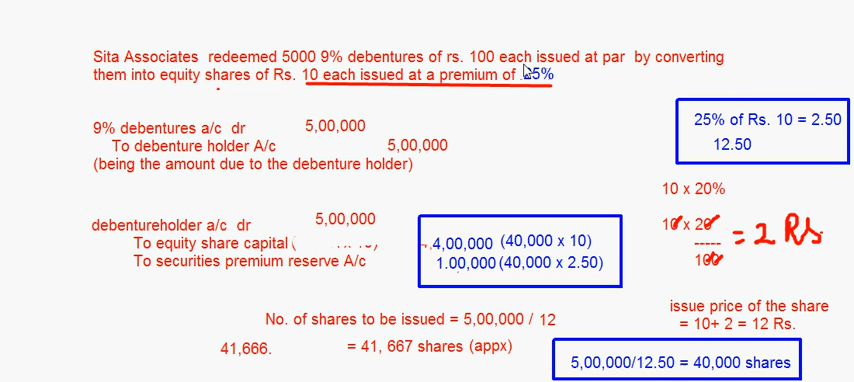 Sita Associates redeemed 5000 9% debentures of rs. 100 each issued at par by converting
them into equity shares of Rs. 10 each issued at a premium of 25%
25% of Rs. 10 = 2.50
12.50
9% debentures a/c dr 5,00,000
To debenture holder A/c 5,00,000
(being the amount due to the debenture holder)
10 x 20%
10 x 20
-----
100
= 2 Rs.
debentureholder a/c dr 5,00,000
To equity share capital ( 4,00,000 (40,000 x 10)
To securities premium reserve A/c 1.00,000 (40,000 x 2.50)
issue price of the share
= 10+ 2 = 12 Rs.
No. of shares to be issued = 5,00,000 / 12
41,666. = 41, 667 shares (appx)
5,00,000/12.50 = 40,000 shares